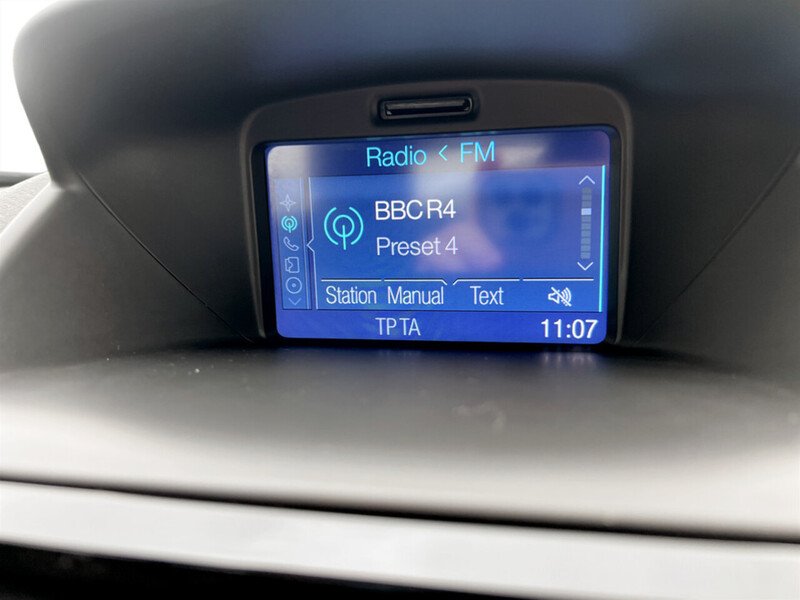 Radio < FM
BBC R4
Preset 4
Station Manual Text
TP TA 11:07